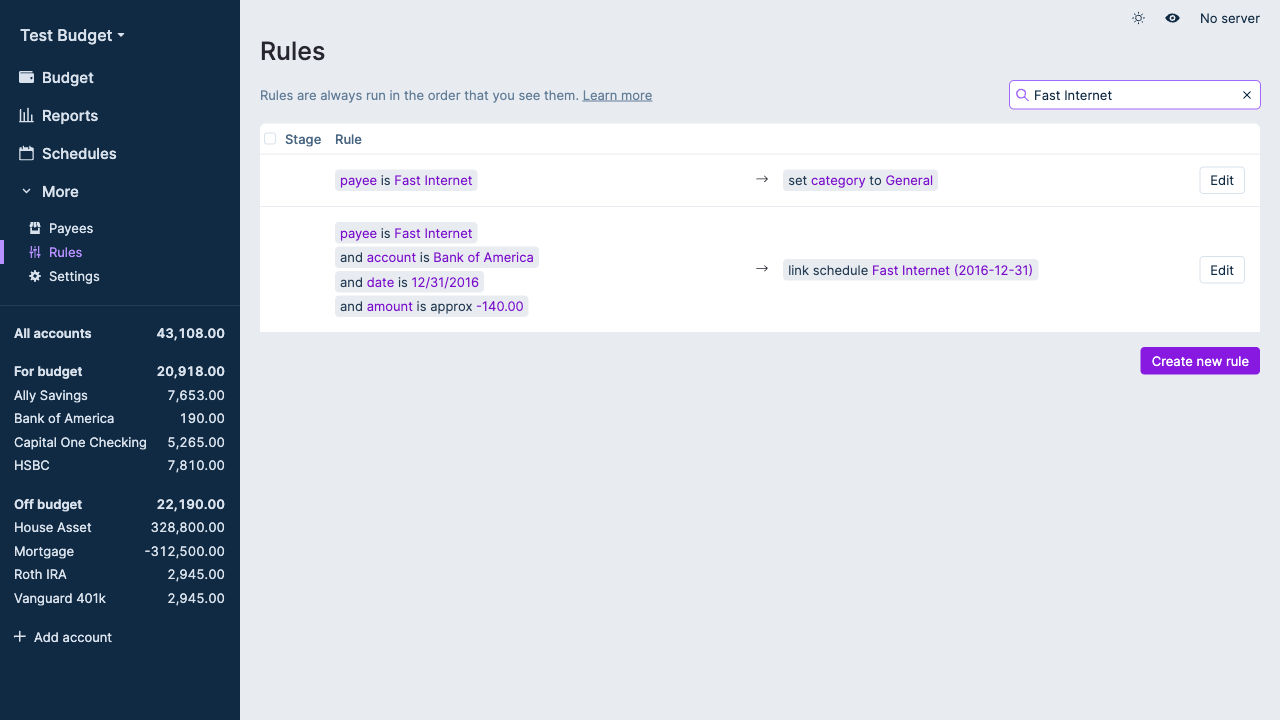 Test Budget
Budget
Reports
Schedules
More
Payees
Rules
Settings
All accounts 43,108.00
For budget 20,918.00
Ally Savings 7,653.00
Bank of America 190.00
Capital One Checking 5,265.00
HSBC 7,810.00
Off budget 22,190.00
House Asset 328,800.00
Mortgage -312,500.00
Roth IRA 2,945.00
Vanguard 401k 2,945.00
Add account
No server
Rules
Rules are always run in the order that you see them. Learn more
Fast Internet
Stage Rule
payee is Fast Internet → set category to General Edit
payee is Fast Internet
and account is Bank of America
and date is 12/31/2016
and amount is approx -140.00
→ link schedule Fast Internet (2016-12-31) Edit
Create new rule